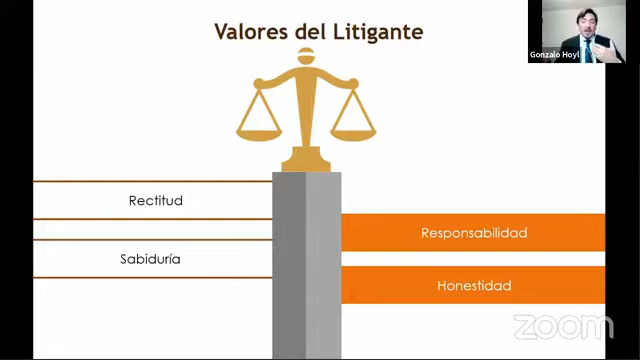 Valores del Litigante
Gonzalo Hoyl
Rectitud
Responsabilidad
Sabiduría
Honestidad
zoom